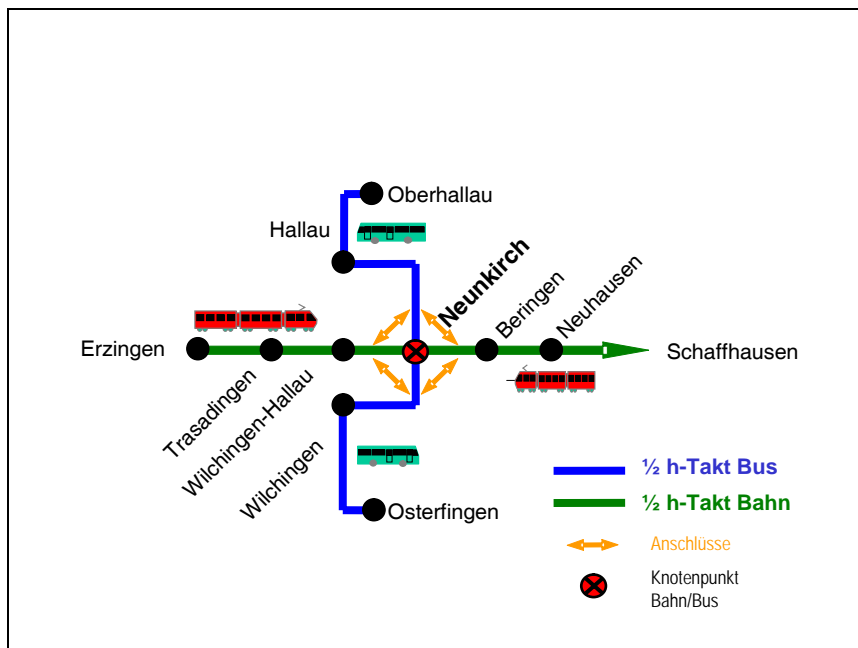 Oberhallau
Hallau
Neunkirch
Beringen
Neuhausen
Erzingen
Schaffhausen
Trasadingen
Wilchingen-Hallau
Wilchingen
Osterfingen
½ h-Takt Bus
½ h-Takt Bahn
Anschlüsse
Knotenpunkt
Bahn/Bus